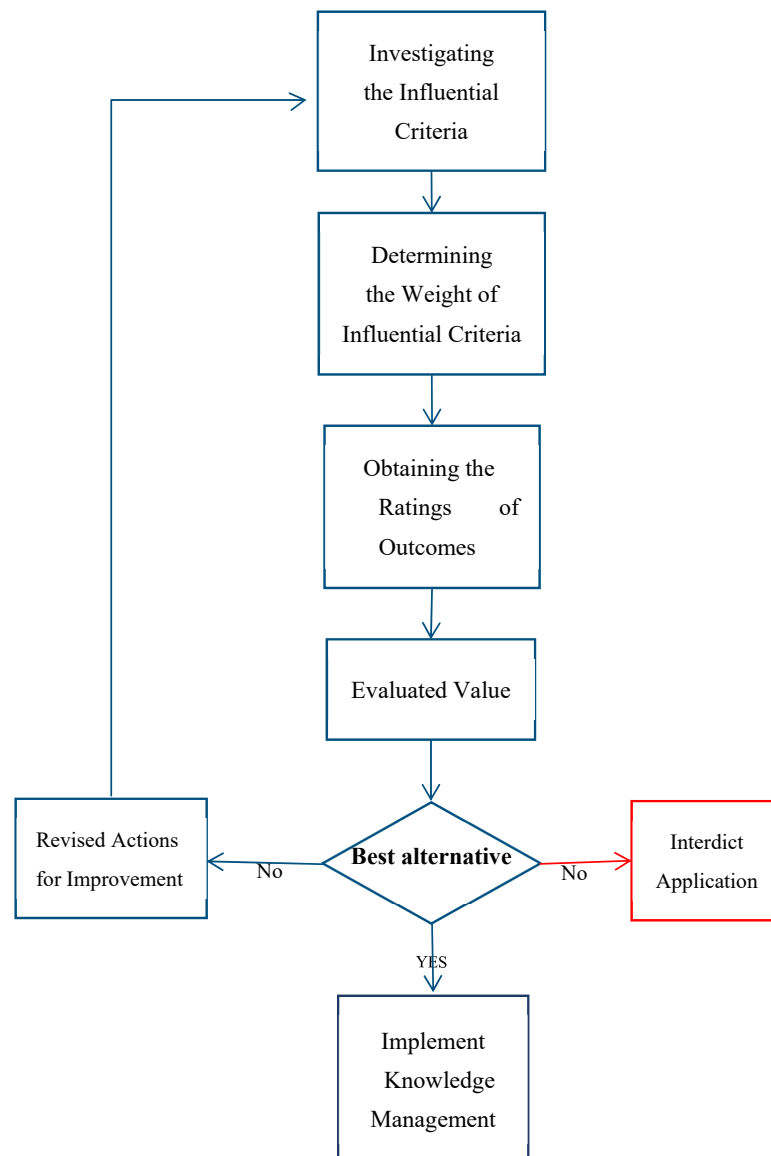 Investigating
the Influential
Criteria
Determining
the Weight of
Influential Criteria
Obtaining the
Ratings of
Outcomes
Evaluated Value
Revised Actions
for Improvement
No
Best alternative
No
Interdict
Application
YES
Implement
Knowledge
Management